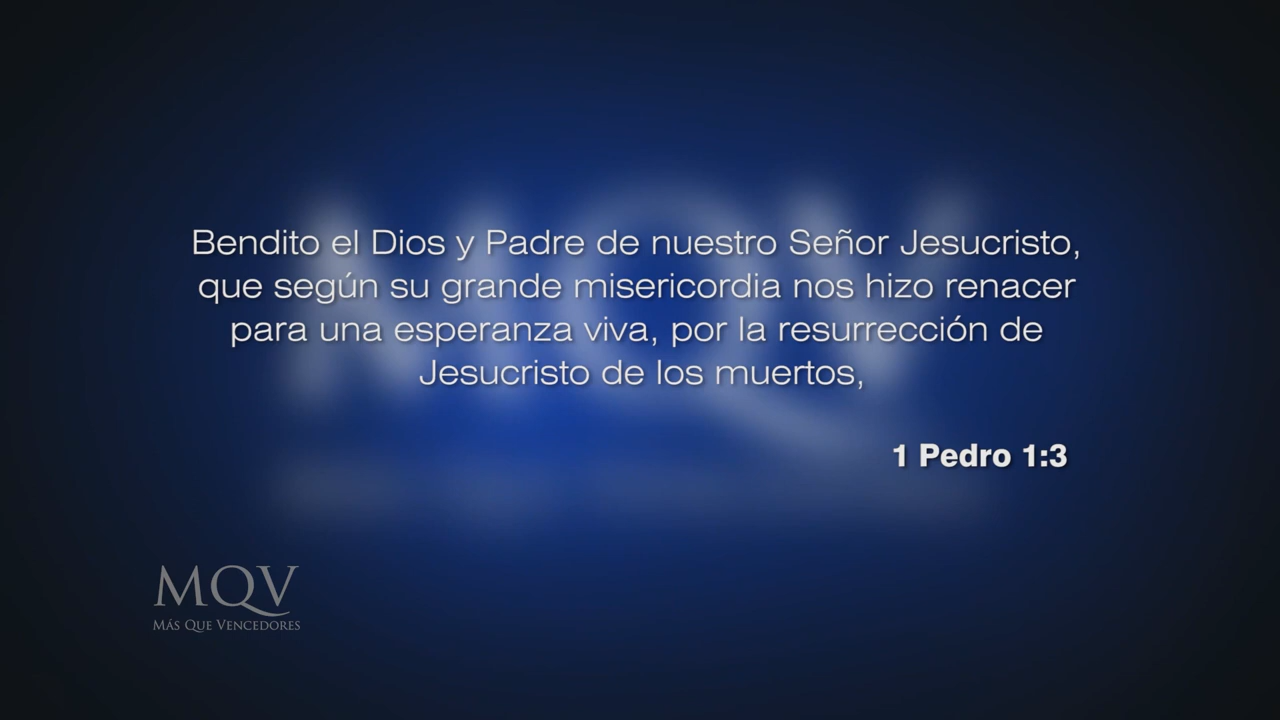 Bendito el Dios y Padre de nuestro Señor Jesucristo,
que según su grande misericordia nos hizo renacer
para una esperanza viva, por la resurrección de
Jesucristo de los muertos,
1 Pedro 1:3
MQV
MÁS QUE VENCEDORES